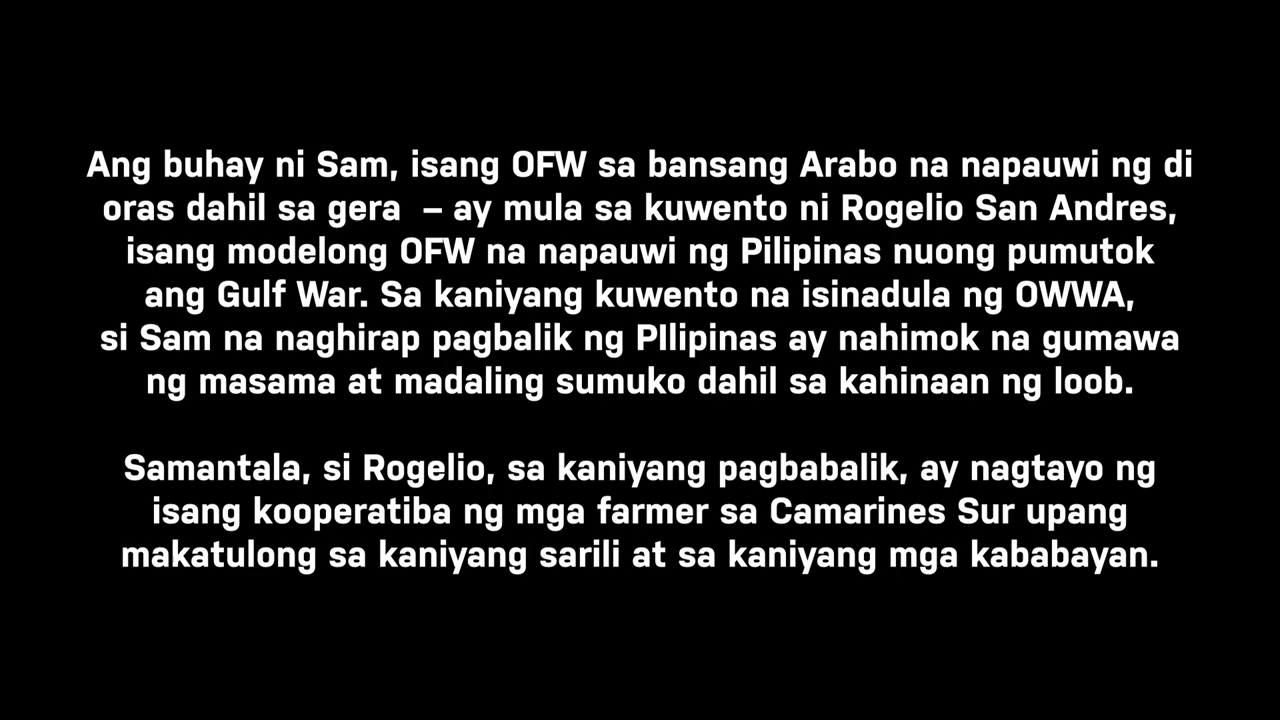 Ang buhay ni Sam, isang OFW sa bansang Arabo na napauwi ng di
oras dahil sa gera – ay mula sa kuwento ni Rogelio San Andres,
isang modelong OFW na napauwi ng Pilipinas nuong pumutok
ang Gulf War. Sa kaniyang kuwento na isinadula ng OWWA,
si Sam na naghirap pagbalik ng PIlipinas ay nahimok na gumawa
ng masama at madaling sumuko dahil sa kahinaan ng loob.
Samantala, si Rogelio, sa kaniyang pagbabalik, ay nagtayo ng
isang kooperatiba ng mga farmer sa Camarines Sur upang
makatulong sa kaniyang sarili at sa kaniyang mga kababayan.